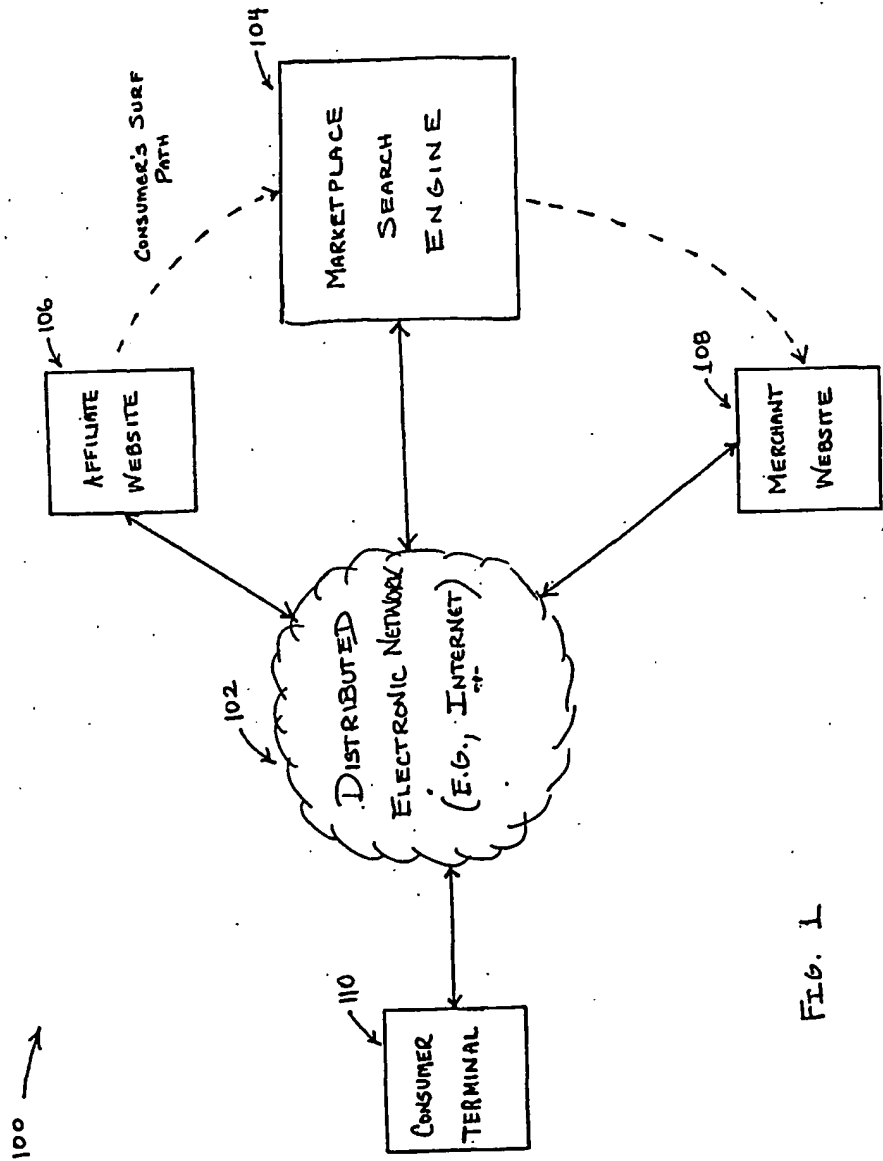 100
106
AFFILIATE
WEBSITE
CONSUMER'S SURF
PATH
104
MARKETPLACE
SEARCH
ENGINE
102
DISTRIBUTED
ELECTRONIC NETWORK
(E.G., INTERNET)
110
CONSUMER
TERMINAL
108
MERCHANT
WEBSITE
FIG. 1